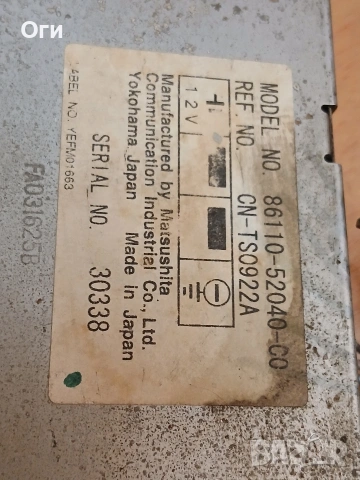 Оги
MODEL NO. 86110-52040-C0
REF. NO. CN-TS0922A
12V
Manufactured by Matsushita
Communication Industrial Co., Ltd.
Yokohama Japan Made in Japan
SERIAL NO. 30338
LABEL NO. YEFM01663
FA031625B